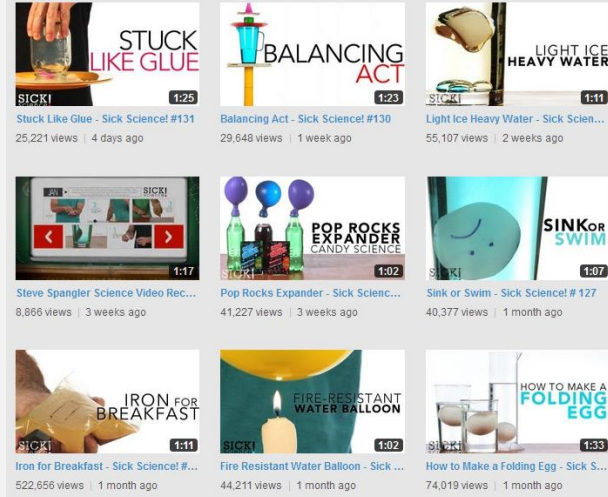 STUCK
LIKE GLUE
SICK!
SCIENCE
1:25
Stuck Like Glue - Sick Science! #131
25,221 views | 4 days ago
BALANCING
ACT
1:23
Balancing Act - Sick Science! #130
29,648 views | 1 week ago
LIGHT ICE
HEAVY WATER
SICK!
1:11
Light Ice Heavy Water - Sick Scien...
55,107 views | 2 weeks ago
JAN
SICK!
1:17
Steve Spangler Science Video Rec...
8,866 views | 3 weeks ago
POP ROCKS
EXPANDER
CANDY SCIENCE
SICK!
1:02
Pop Rocks Expander - Sick Scienc...
41,227 views | 3 weeks ago
SINK OR
SWIM
SICK!
1:07
Sink or Swim - Sick Science! # 127
40,377 views | 1 month ago
IRON FOR
BREAKFAST
SICK!
1:11
Iron for Breakfast - Sick Science! #...
522,656 views | 1 month ago
FIRE-RESISTANT
WATER BALLOON
SICK!
1:02
Fire Resistant Water Balloon - Sick ...
44,211 views | 1 month ago
HOW TO MAKE A
FOLDING
EGG
SICK!
1:33
How to Make a Folding Egg - Sick S...
74,019 views | 1 month ago